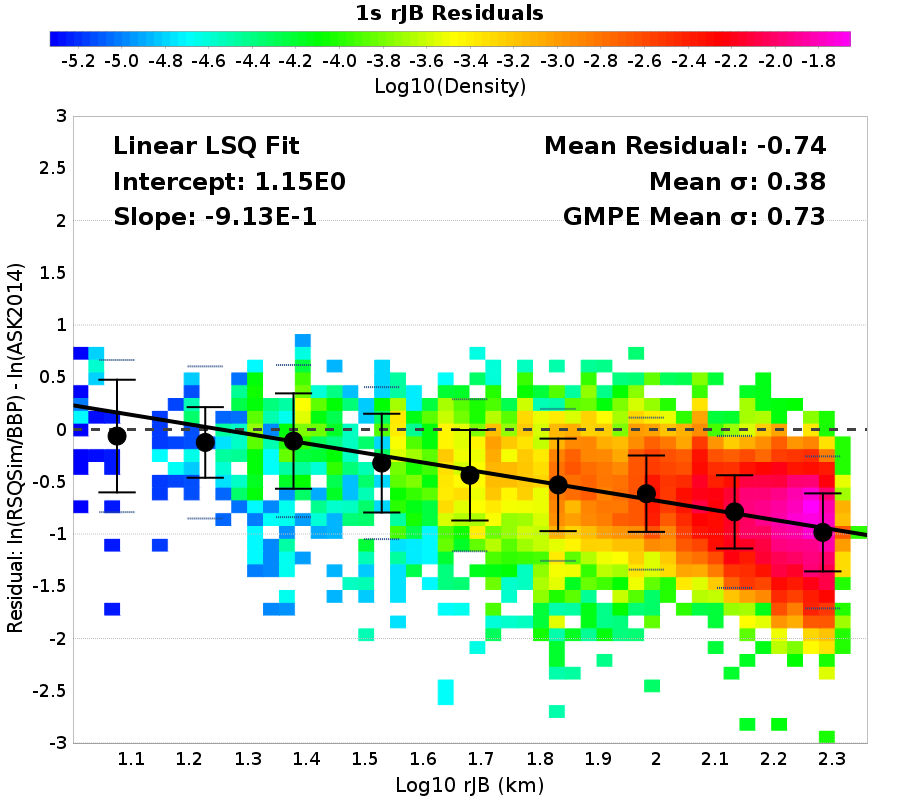 1s rJB Residuals
-5.2 -5.0 -4.8 -4.6 -4.4 -4.2 -4.0 -3.8 -3.6 -3.4 -3.2 -3.0 -2.8 -2.6 -2.4 -2.2 -2.0 -1.8
Log10(Density)
Linear LSQ Fit
Intercept: 1.15E0
Slope: -9.13E-1
Mean Residual: -0.74
Mean σ: 0.38
GMPE Mean σ: 0.73
Residual: ln(RSQSim/BBP) - ln(ASK2014)
3
2.5
2
1.5
1
0.5
0
-0.5
-1
-1.5
-2
-2.5
-3
1.1 1.2 1.3 1.4 1.5 1.6 1.7 1.8 1.9 2 2.1 2.2 2.3
Log10 rJB (km)